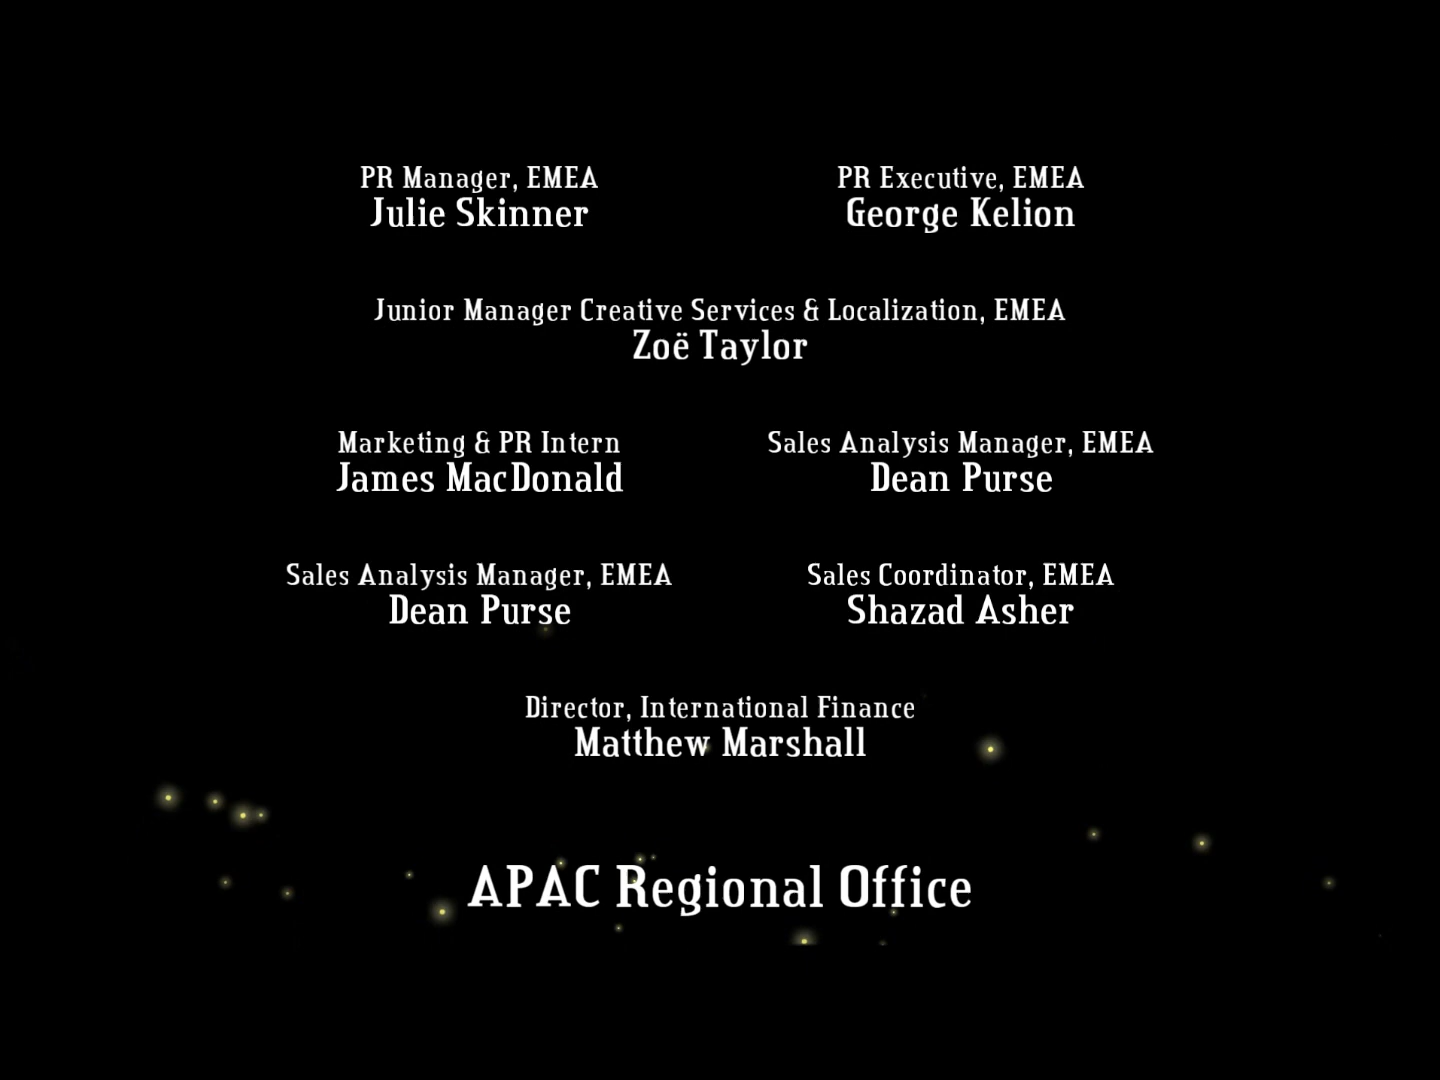 PR Manager, EMEA
Julie Skinner
PR Executive, EMEA
George Kelion
Junior Manager Creative Services & Localization, EMEA
Zoë Taylor
Marketing & PR Intern
James MacDonald
Sales Analysis Manager, EMEA
Dean Purse
Sales Analysis Manager, EMEA
Dean Purse
Sales Coordinator, EMEA
Shazad Asher
Director, International Finance
Matthew Marshall
APAC Regional Office